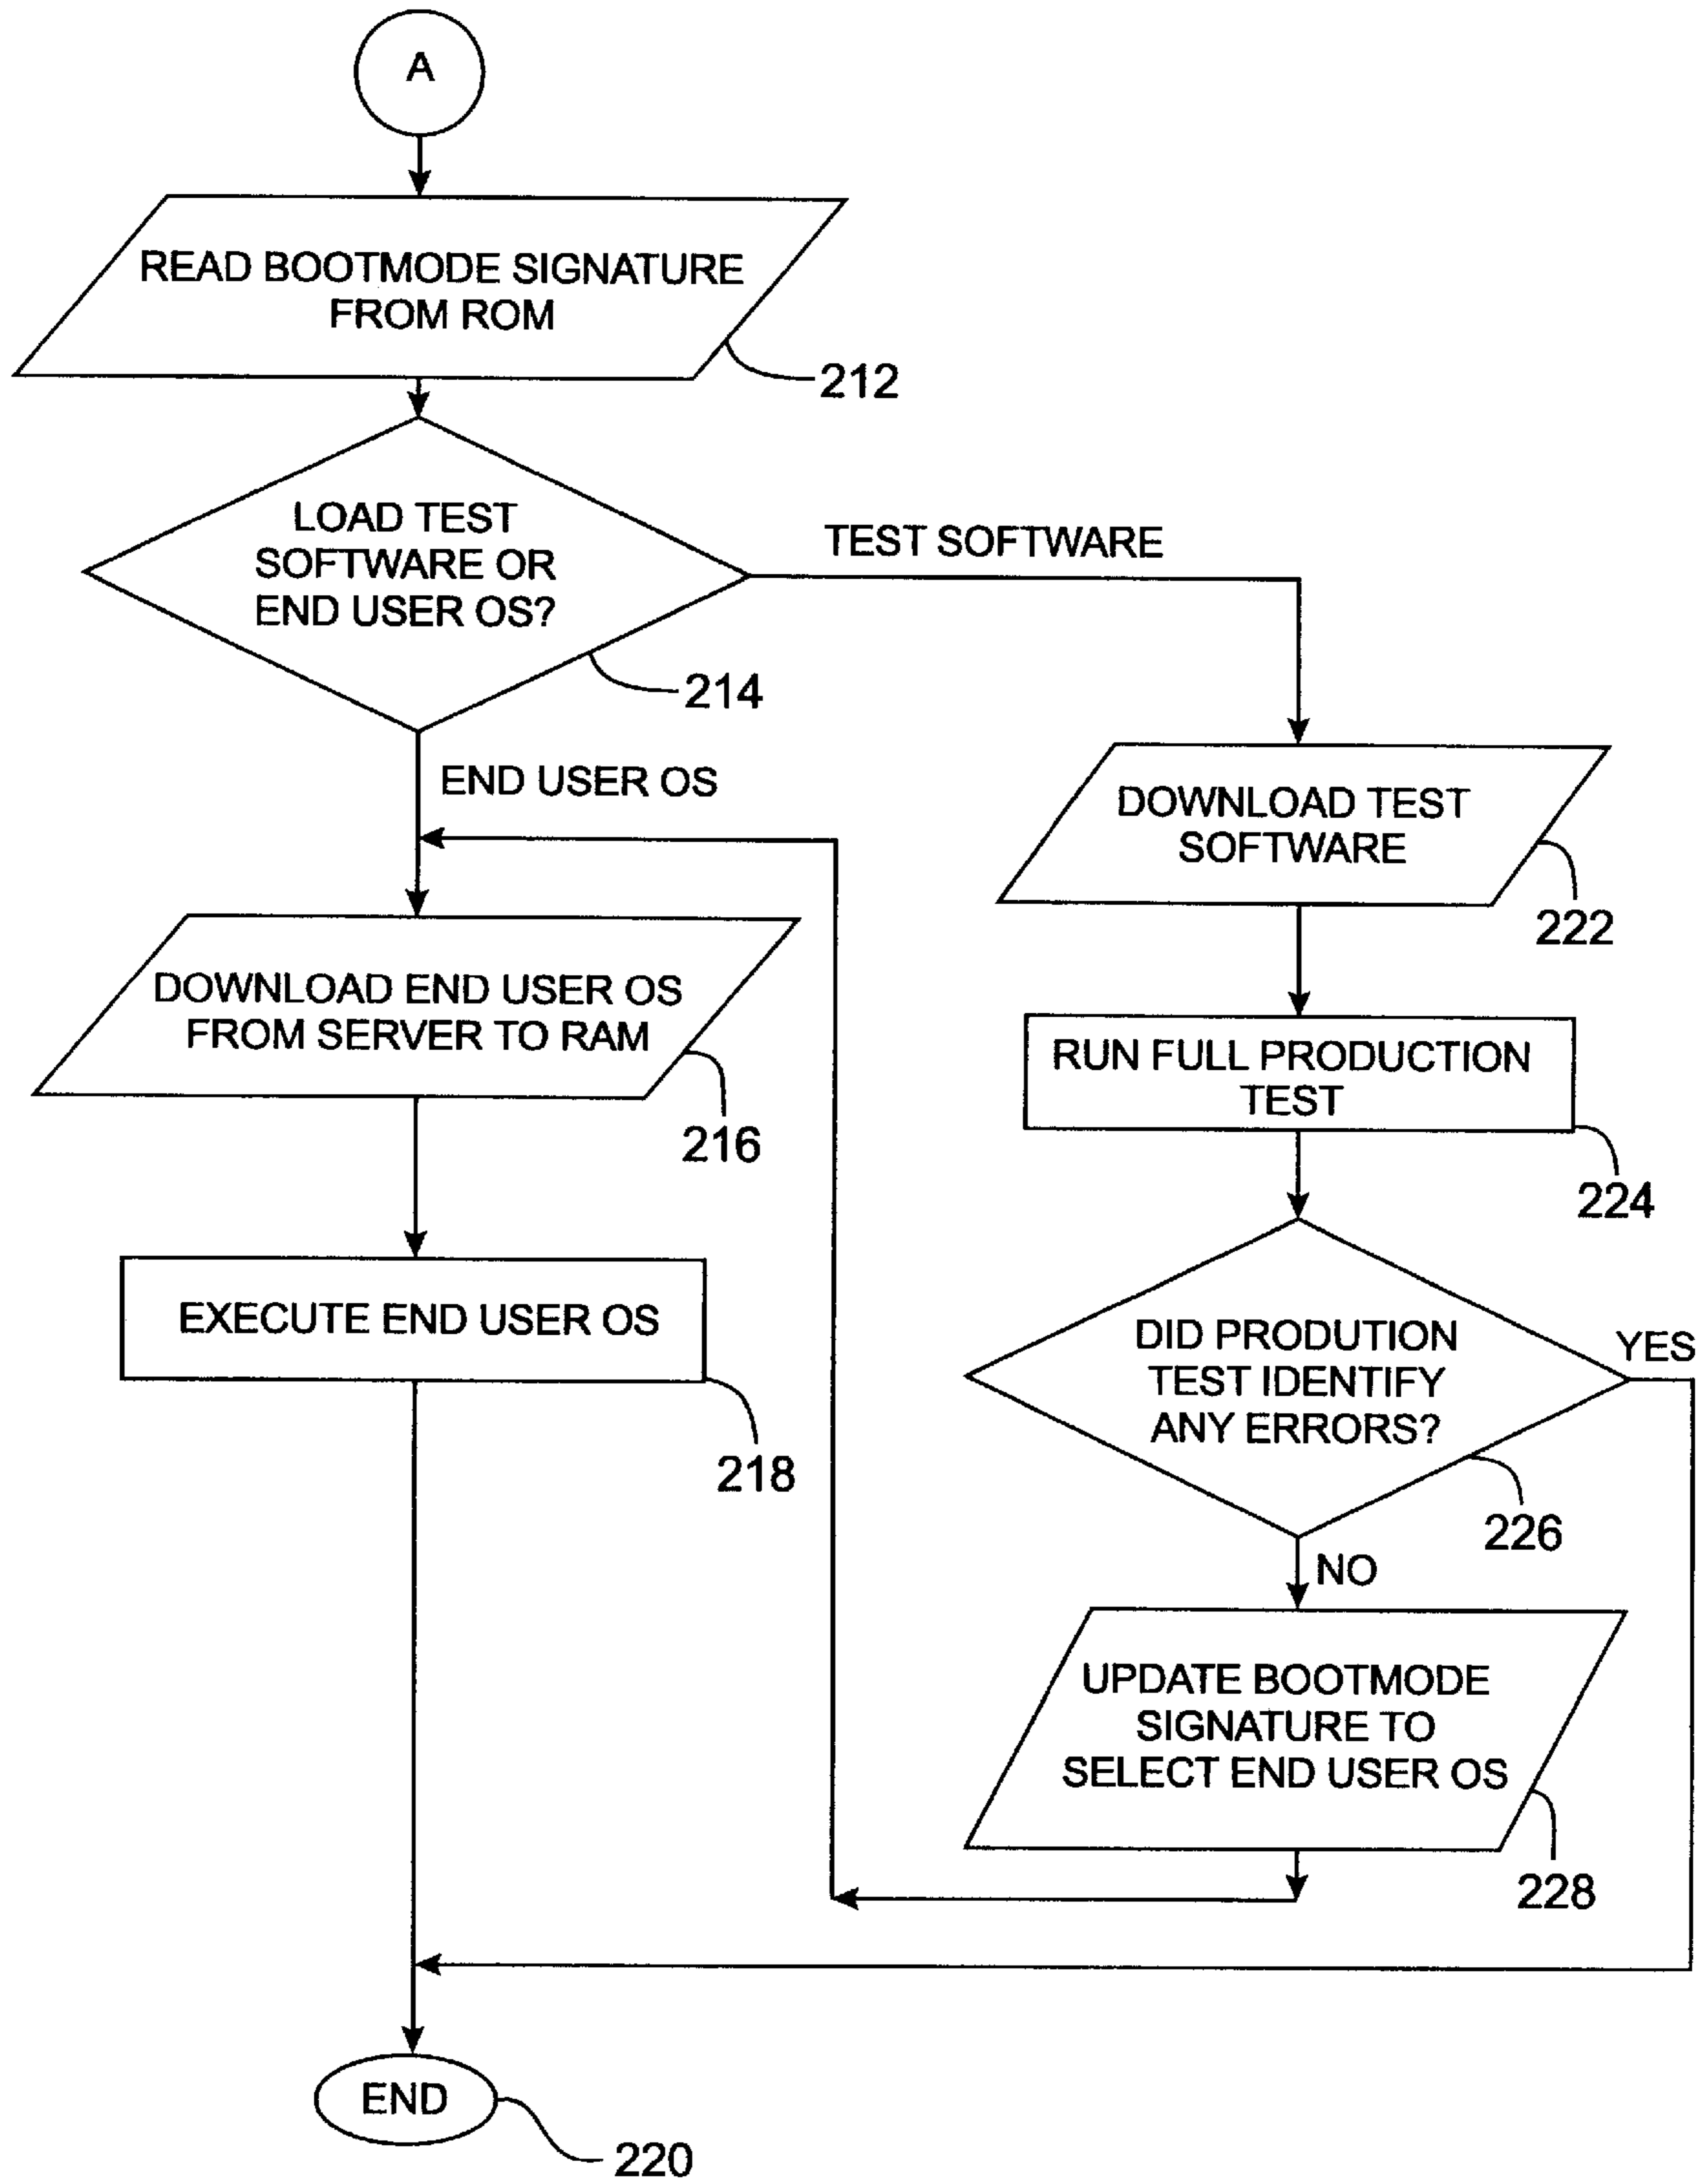 A
READ BOOTMODE SIGNATURE
FROM ROM
212
LOAD TEST
SOFTWARE OR
END USER OS?
214
TEST SOFTWARE
END USER OS
DOWNLOAD TEST
SOFTWARE
222
DOWNLOAD END USER OS
FROM SERVER TO RAM
216
RUN FULL PRODUCTION
TEST
224
EXECUTE END USER OS
218
DID PRODUTION
TEST IDENTIFY
ANY ERRORS?
YES
226
NO
UPDATE BOOTMODE
SIGNATURE TO
SELECT END USER OS
228
END
220